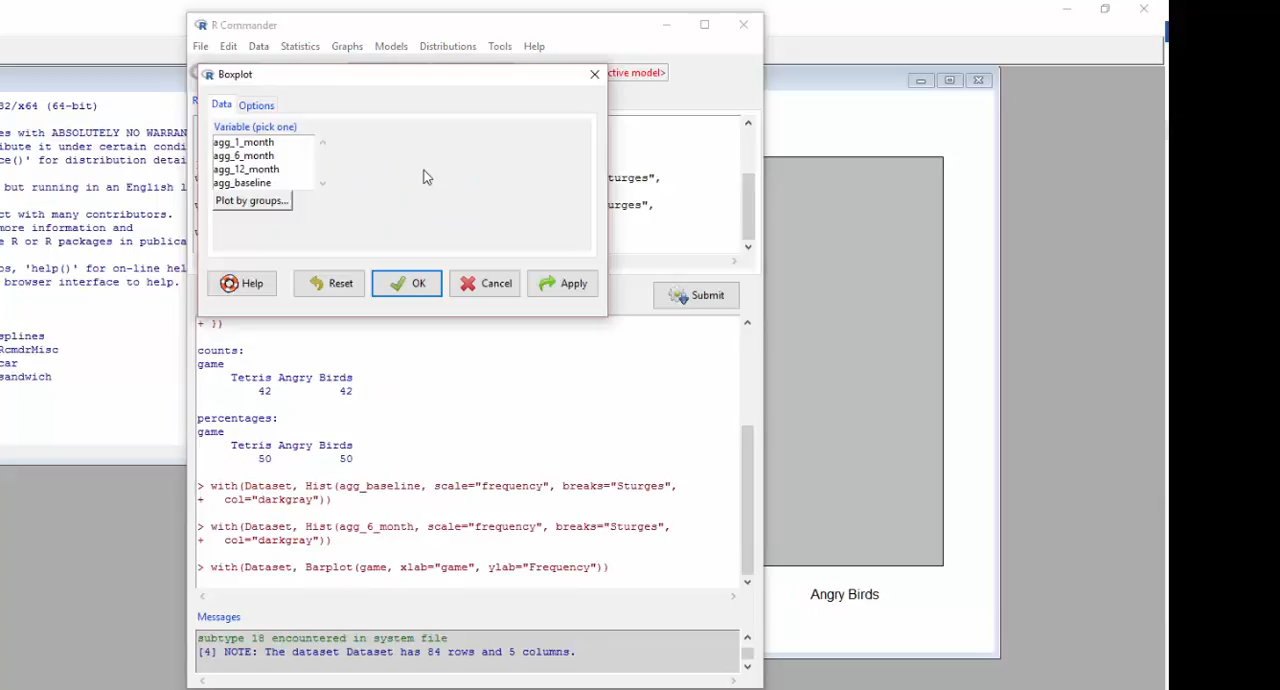 R Commander
File Edit Data Statistics Graphs Models Distributions Tools Help
Boxplot
ctive model>
Data Options
Variable (pick one)
agg_1_month
agg_6_month
agg_12_month
agg_baseline
Plot by groups...
Help Reset OK Cancel Apply
turges",
urges",
Submit
32/x64 (64-bit)
es with ABSOLUTELY NO WARRAN
ibute it under certain condi
ce()' for distribution detai
but running in an English l
ct with many contributors.
more information and
e R or R packages in publica
os, 'help()' for on-line hel
browser interface to help.
splines
RcmdrMisc
car
sandwich
+ })
counts:
game
Tetris Angry Birds
42 42
percentages:
game
Tetris Angry Birds
50 50
> with(Dataset, Hist(agg_baseline, scale="frequency", breaks="Sturges",
+ col="darkgray"))
> with(Dataset, Hist(agg_6_month, scale="frequency", breaks="Sturges",
+ col="darkgray"))
> with(Dataset, Barplot(game, xlab="game", ylab="Frequency"))
Angry Birds
Messages
subtype 18 encountered in system file
[4] NOTE: The dataset Dataset has 84 rows and 5 columns.